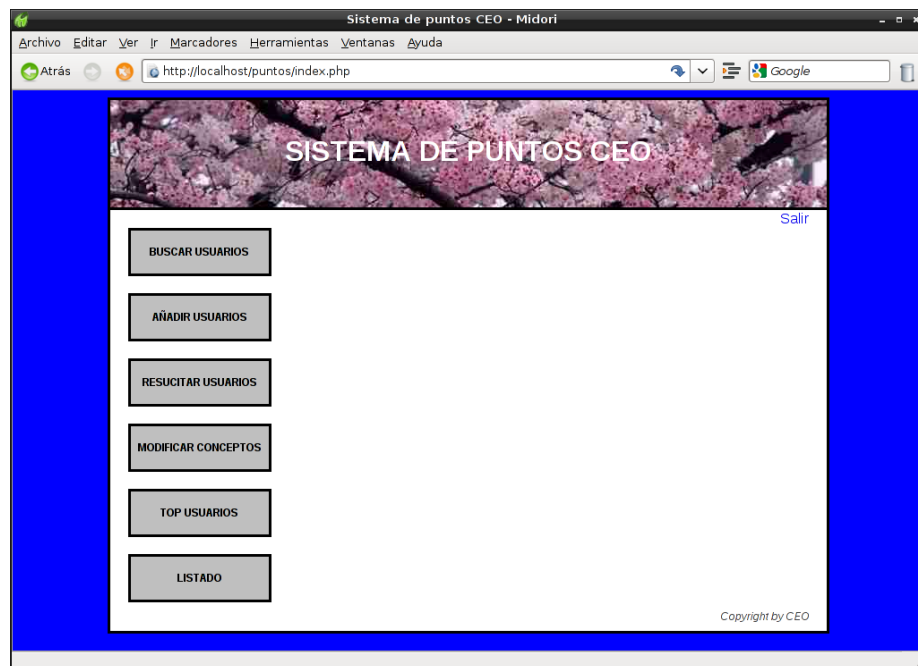 Sistema de puntos CEO - Midori
Archivo Editar Ver Ir Marcadores Herramientas Ventanas Ayuda
Atrás http://localhost/puntos/index.php Google
SISTEMA DE PUNTOS CEO
Salir
BUSCAR USUARIOS
AÑADIR USUARIOS
RESUCITAR USUARIOS
MODIFICAR CONCEPTOS
TOP USUARIOS
LISTADO
Copyright by CEO